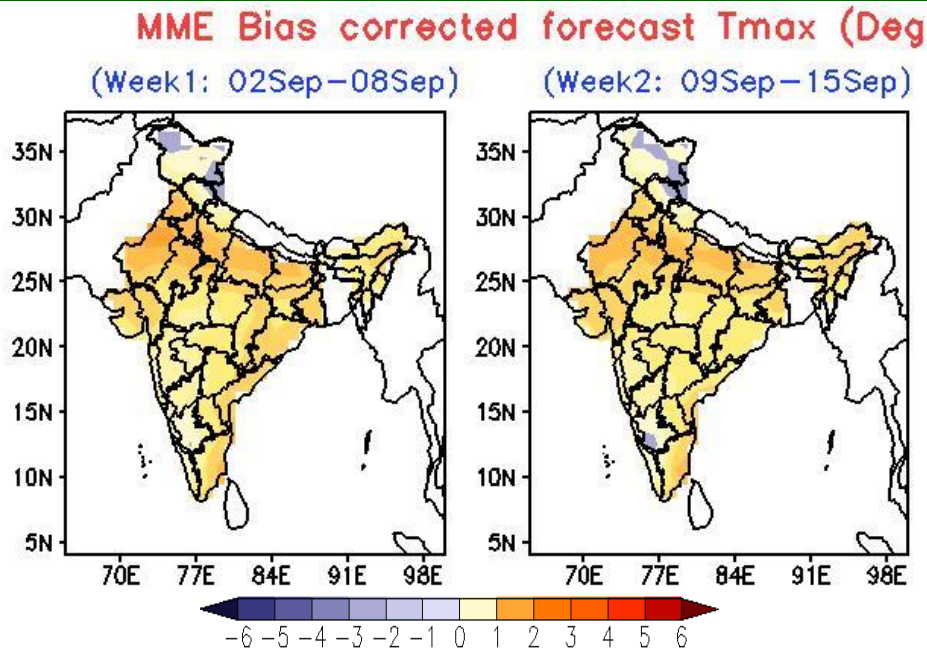 MME Bias corrected forecast Tmax (Deg
(Week1: 02Sep-08Sep) (Week2: 09Sep-15Sep)
35N 35N
30N 30N
25N 25N
20N 20N
15N 15N
10N 10N
5N 5N
70E 77E 84E 91E 98E 70E 77E 84E 91E 98E
-6 -5 -4 -3 -2 -1 0 1 2 3 4 5 6